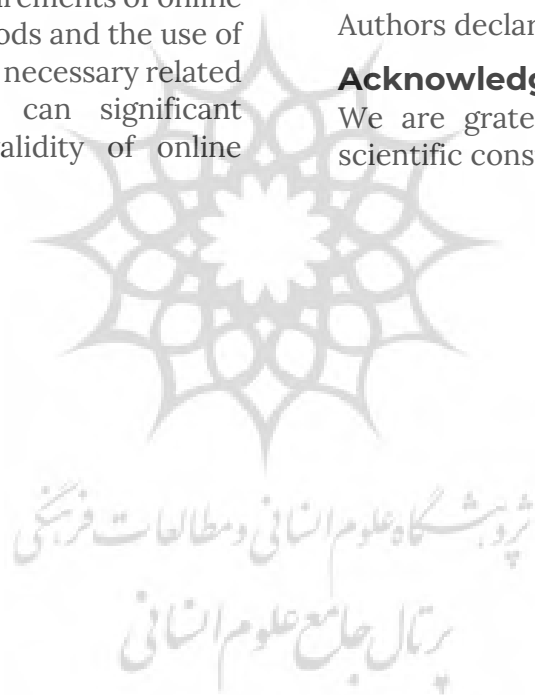 irements of online
ods and the use of
necessary related
can significant
alidity of online
Authors declar
Acknowledg
We are grate
scientific cons
پژوهشگاه علوم انسانی و مطالعات فرهنگی
پرتال جامع علوم انسانی